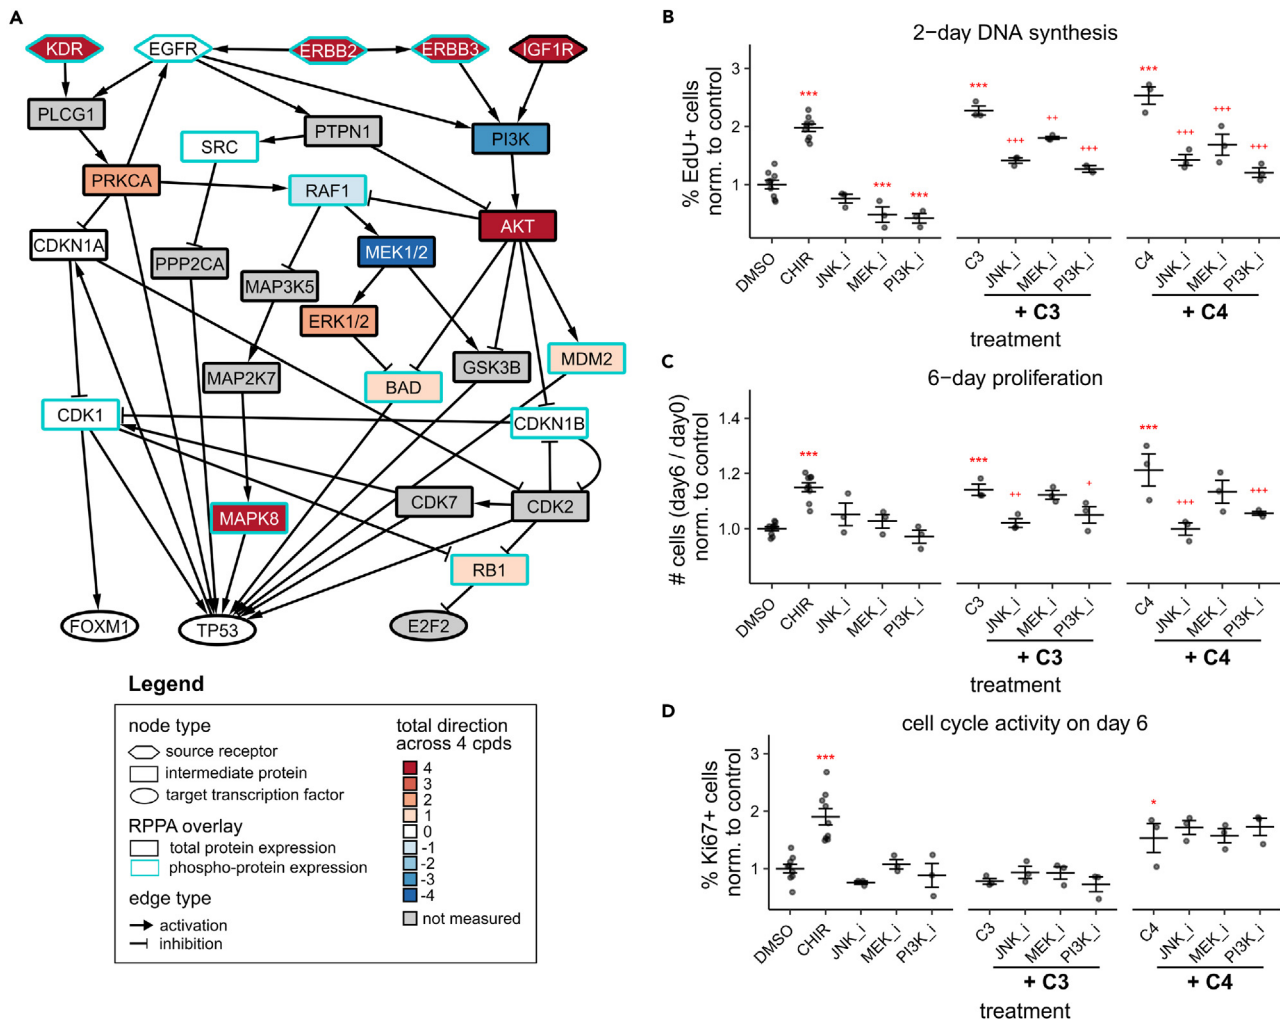 A
KDR
EGFR
ERBB2
ERBB3
IGF1R
PLCG1
PTPN1
SRC
PI3K
PRKCA
RAF1
AKT
CDKN1A
PPP2CA
MEK1/2
MAP3K5
ERK1/2
MAP2K7
BAD
GSK3B
MDM2
CDK1
CDKN1B
CDK7
CDK2
MAPK8
RB1
FOXM1
TP53
E2F2
Legend
node type
source receptor
intermediate protein
target transcription factor
RPPA overlay
total protein expression
phospho-protein expression
edge type
activation
inhibition
total direction
across 4 cpds
4
3
2
1
0
-1
-2
-3
-4
not measured
B
2-day DNA synthesis
% EdU+ cells
norm. to control
3
2
1
***
***
***
***
+++
++
+++
***
+++
+++
+++
DMSO
CHIR
JNK_i
MEK_i
PI3K_i
C3
JNK_i
MEK_i
PI3K_i
C4
JNK_i
MEK_i
PI3K_i
+ C3
+ C4
treatment
C
6-day proliferation
# cells (day6 / day0)
norm. to control
1.4
1.2
1.0
***
***
++
+
***
+++
+++
DMSO
CHIR
JNK_i
MEK_i
PI3K_i
C3
JNK_i
MEK_i
PI3K_i
C4
JNK_i
MEK_i
PI3K_i
+ C3
+ C4
treatment
D
cell cycle activity on day 6
% Ki67+ cells
norm. to control
3
2
1
***
*
DMSO
CHIR
JNK_i
MEK_i
PI3K_i
C3
JNK_i
MEK_i
PI3K_i
C4
JNK_i
MEK_i
PI3K_i
+ C3
+ C4
treatment